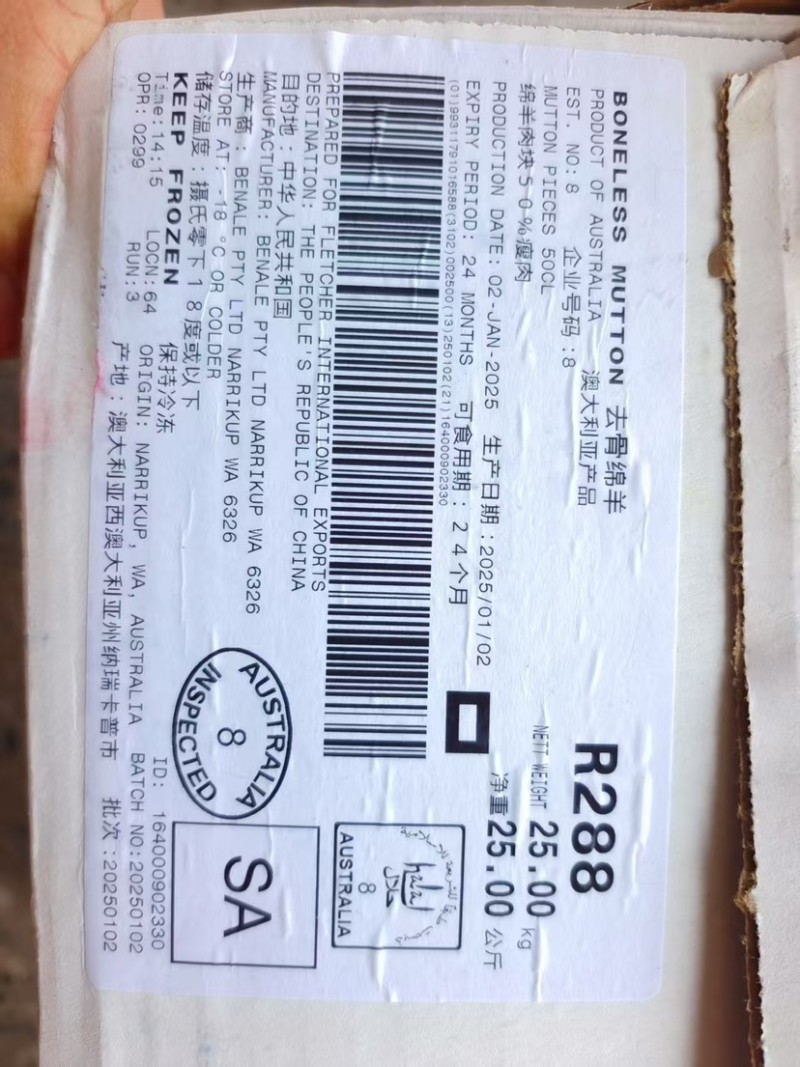 BONELESS MUTTON 去骨绵羊
R288
PRODUCT OF AUSTRALIA 澳大利亚产品
EST. NO: 8 企业号码 :8
MUTTON PIECES 50CL
NETT WEIGHT 25.00 kg
绵羊肉块50%瘦肉
净重 25.00 公斤
PRODUCTION DATE: 02-JAN-2025 生产日期:2025/01/02
EXPIRY PERIOD: 24 MONTHS 可食用期: 24个月
(01)99311791016588(3102)002500(13)250102(21)164000902330
halal
حلال
8
AUSTRALIA
PREPARED FOR FLETCHER INTERNATIONAL EXPORTS
DESTINATION: THE PEOPLE'S REPUBLIC OF CHINA
目的地:中华人民共和国
MANUFACTURER: BENALE PTY LTD NARRIKUP WA 6326
生产商: BENALE PTY LTD NARRIKUP WA 6326
STORE AT: -18 °C OR COLDER
储存温度:摄氏零下18度或以下
AUSTRALIA
8
INSPECTED
SA
KEEP FROZEN 保持冷冻
ID: 164000902330
Time:14:15 LOCN:64 ORIGIN: NARRIKUP, WA, AUSTRALIA BATCH NO:20250102
OPR: 0299 RUN:3 产地:澳大利亚西澳大利亚州纳瑞卡普市 批次:20250102